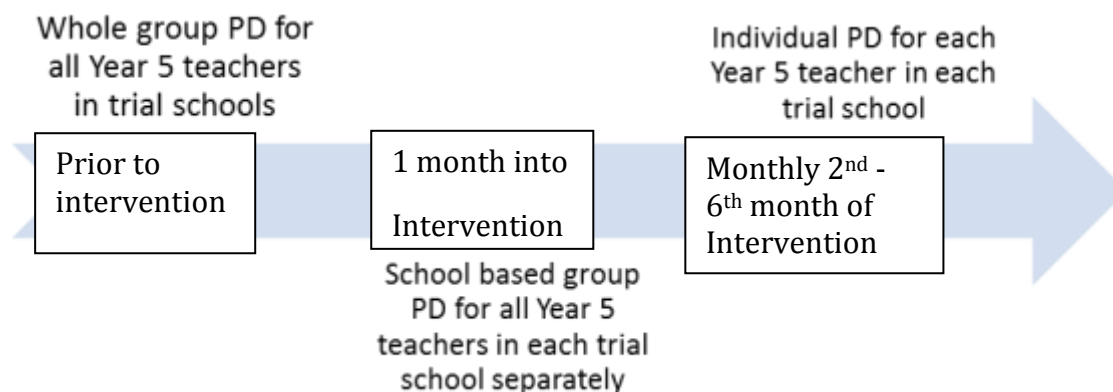 Whole group PD for
all Year 5 teachers
in trial schools
Prior to
intervention
1 month into
Intervention
School based group
PD for all Year 5
teachers in each trial
school separately
Individual PD for each
Year 5 teacher in each
trial school
Monthly 2nd -
6th month of
Intervention